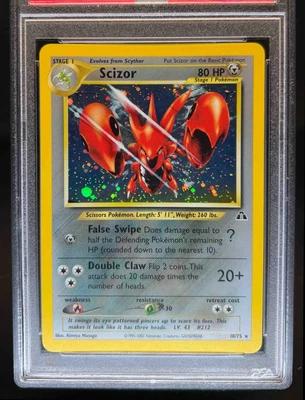 STAGE 1 Evolves from Scyther Put Scizor on the Basic Pokémon
Scizor 80 HP
Stage 1 Pokémon
Scissors Pokémon. Length: 5' 11", Weight: 260 lbs.
False Swipe Does damage equal to
half the Defending Pokémon's remaining ?
HP (rounded down to the nearest 10).
Double Claw Flip 2 coins. This
attack does 20 damage times 20+
the number of heads.
weakness resistance retreat cost
30
It swings its eye patterned pincers up to scare its foes. This
makes it look like it has three heads. LV. 43 #212
Illus. 10/75
PSA